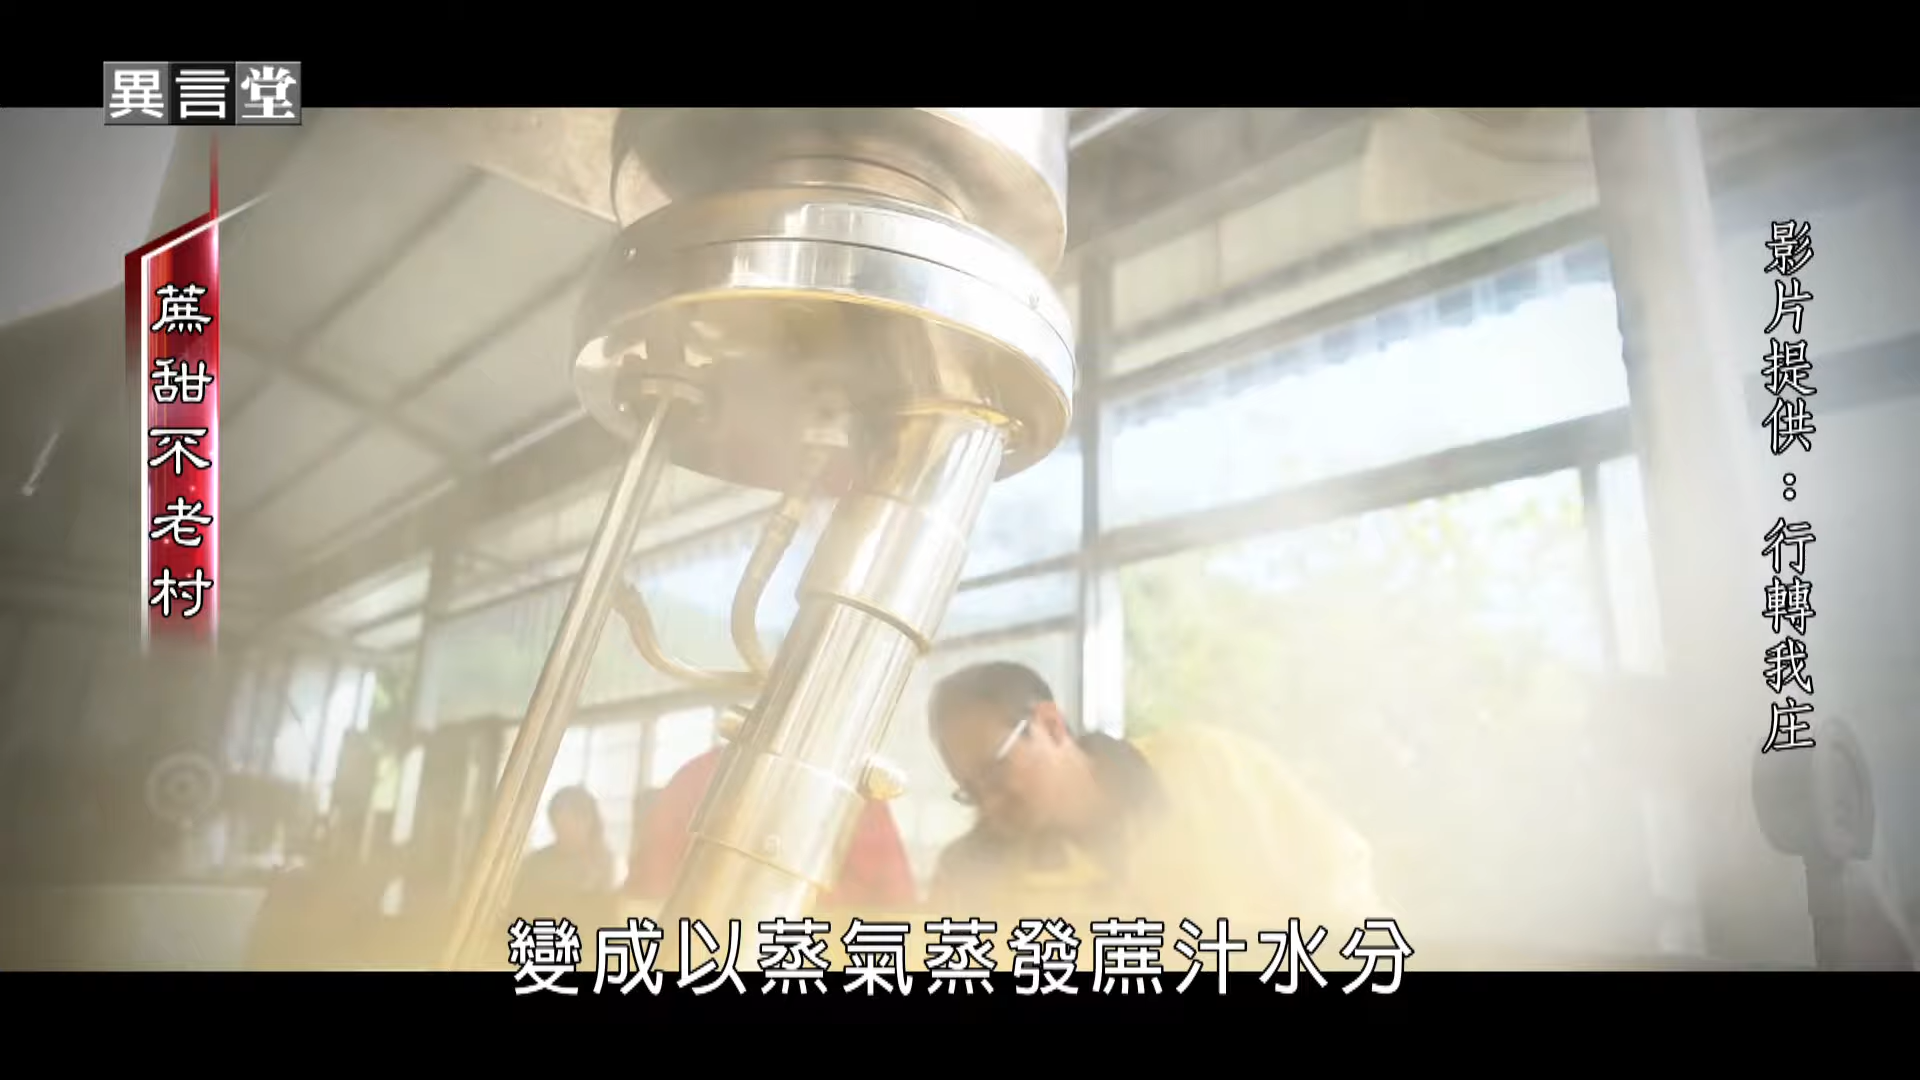 異言堂
蔗甜不老村
影片提供：行轉我庄
變成以蒸氣蒸發蔗汁水分